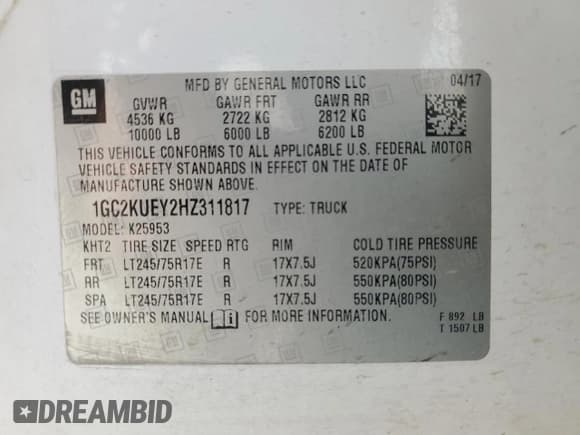 MFD BY GENERAL MOTORS LLC 04/17
GM
GVWR GAWR FRT GAWR RR
4536 KG 2722 KG 2812 KG
10000 LB 6000 LB 6200 LB
THIS VEHICLE CONFORMS TO ALL APPLICABLE U.S. FEDERAL MOTOR
VEHICLE SAFETY STANDARDS IN EFFECT ON THE DATE OF
MANUFACTURE SHOWN ABOVE.
1GC2KUEY2HZ311817 TYPE: TRUCK
MODEL: K25953
KHT2 TIRE SIZE SPEED RTG RIM COLD TIRE PRESSURE
FRT LT245/75R17E R 17X7.5J 520KPA(75PSI)
RR LT245/75R17E R 17X7.5J 550KPA(80PSI)
SPA LT245/75R17E R 17X7.5J 550KPA(80PSI)
SEE OWNER'S MANUAL FOR MORE INFORMATION.
F 892 LB
T 1507 LB
DREAMBID